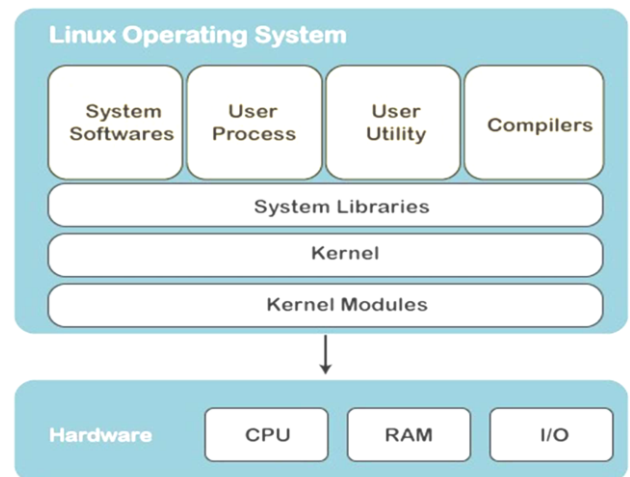 Linux Operating System
System
Softwares
User
Process
User
Utility
Compilers
System Libraries
Kernel
Kernel Modules
Hardware
CPU
RAM
I/O